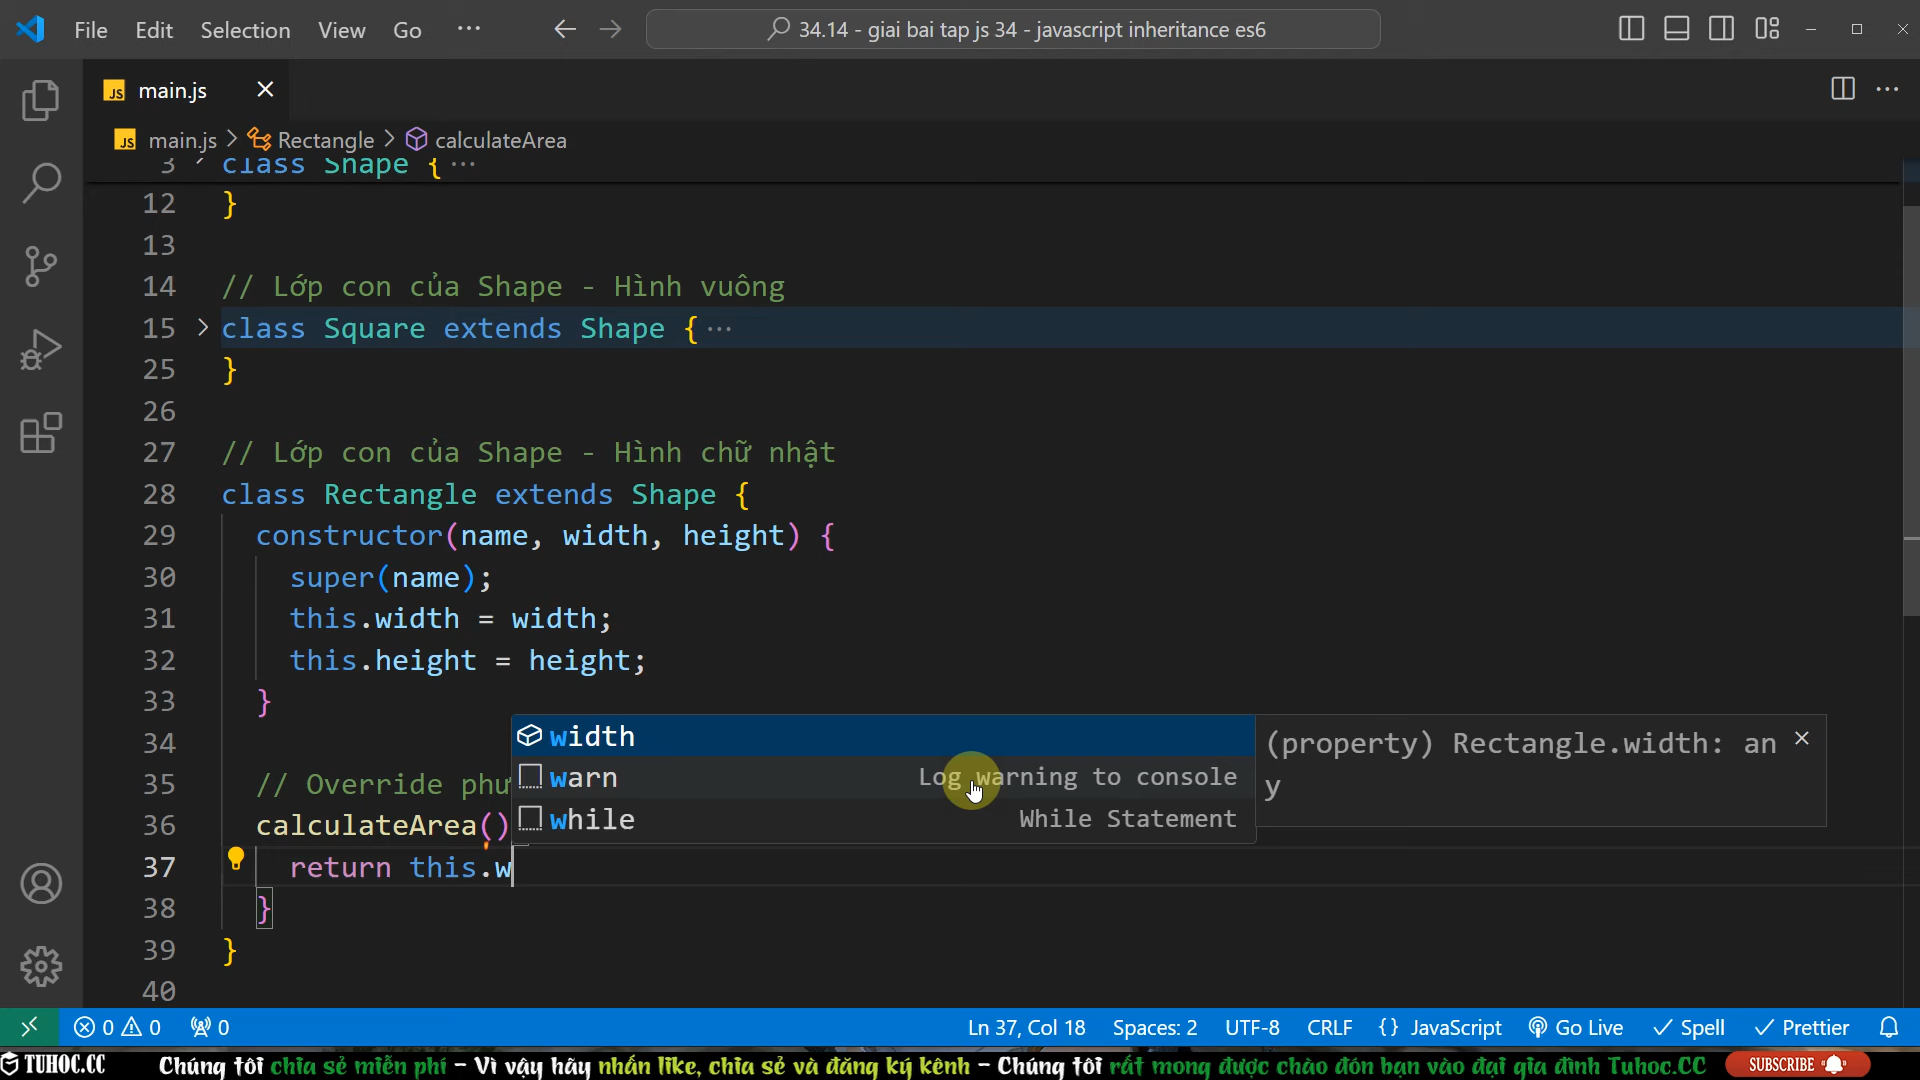 File Edit Selection View Go ··· 34.14 - giai bai tap js 34 - javascript inheritance es6
JS main.js
JS main.js > Rectangle > calculateArea
3 class Shape { ···
12 }
13
14 // Lớp con của Shape - Hình vuông
15 class Square extends Shape { ···
25 }
26
27 // Lớp con của Shape - Hình chữ nhật
28 class Rectangle extends Shape {
29 constructor(name, width, height) {
30 super(name);
31 this.width = width;
32 this.height = height;
33 }
34
width
(property) Rectangle.width: an
y
35 // Override phư
warn Log warning to console
36 calculateArea()
while While Statement
37 return this.w
38 }
39 }
40
0 0 0 Ln 37, Col 18 Spaces: 2 UTF-8 CRLF {} JavaScript Go Live Spell Prettier
TUHOC.CC Chúng tôi chia sẻ miễn phí - Vì vậy hãy nhấn like, chia sẻ và đăng ký kênh - Chúng tôi rất mong được chào đón bạn vào đại gia đình Tuhoc.CC SUBSCRIBE